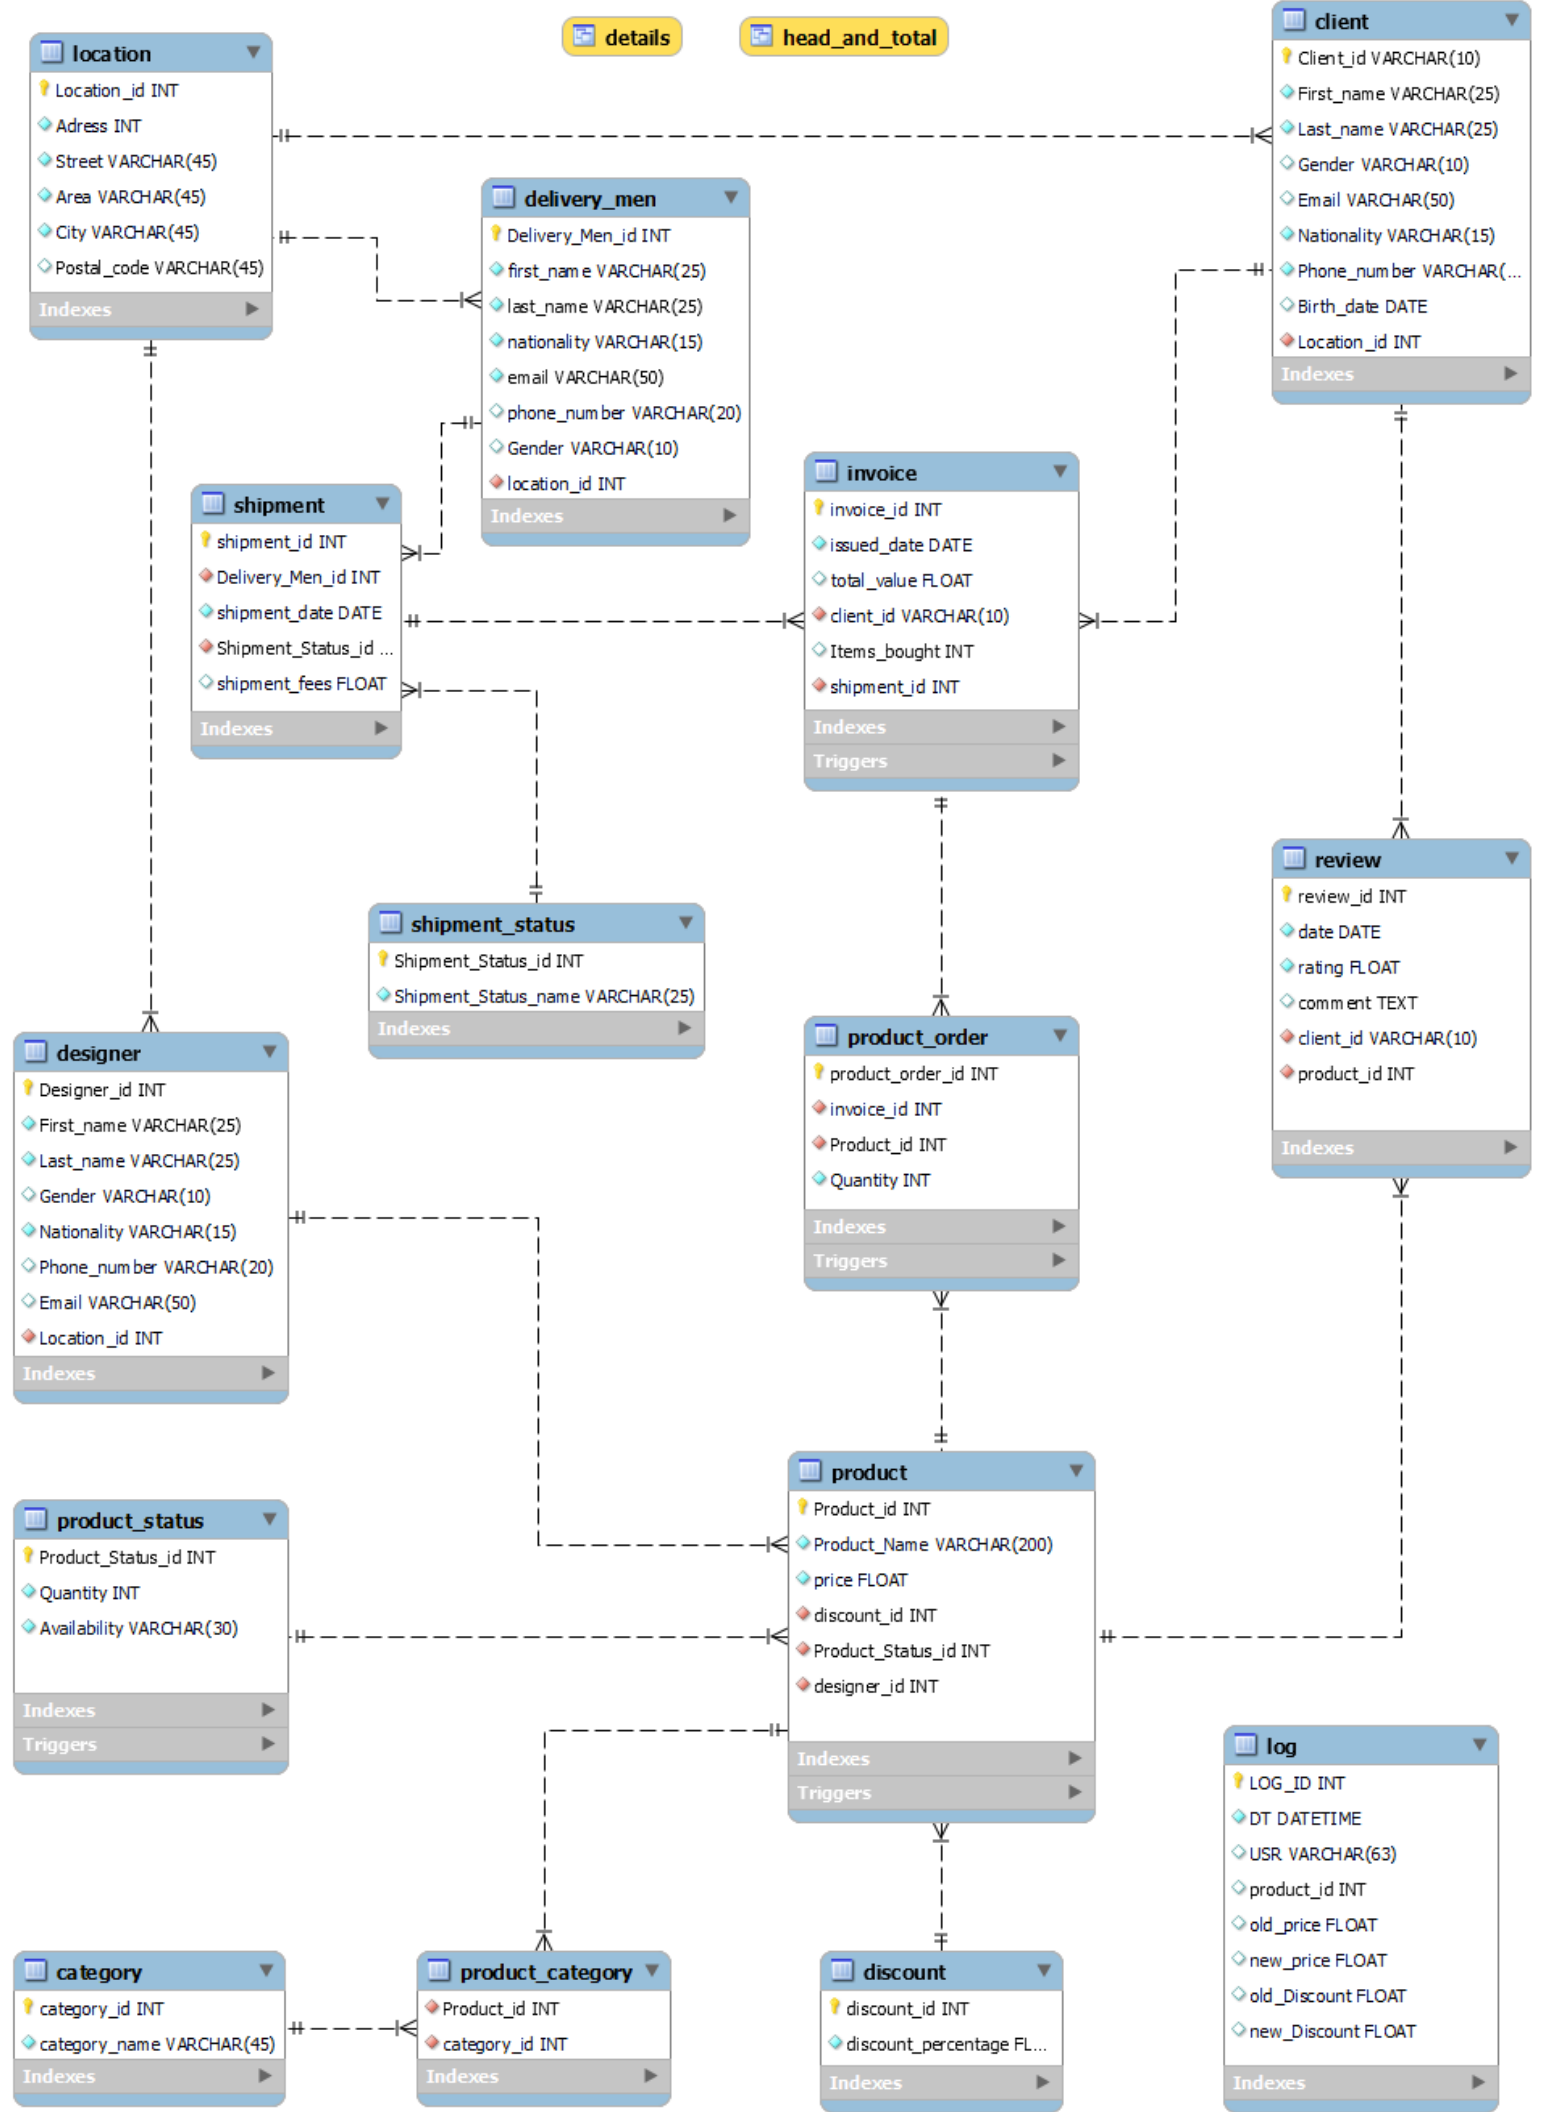 details
head_and_total
location
Location_id INT
Adress INT
Street VARCHAR(45)
Area VARCHAR(45)
City VARCHAR(45)
Postal_code VARCHAR(45)
Indexes
client
Client_id VARCHAR(10)
First_name VARCHAR(25)
Last_name VARCHAR(25)
Gender VARCHAR(10)
Email VARCHAR(50)
Nationality VARCHAR(15)
Phone_number VARCHAR(...
Birth_date DATE
Location_id INT
Indexes
delivery_men
Delivery_Men_id INT
first_name VARCHAR(25)
last_name VARCHAR(25)
nationality VARCHAR(15)
email VARCHAR(50)
phone_number VARCHAR(20)
Gender VARCHAR(10)
location_id INT
Indexes
shipment
shipment_id INT
Delivery_Men_id INT
shipment_date DATE
Shipment_Status_id ...
shipment_fees FLOAT
Indexes
invoice
invoice_id INT
issued_date DATE
total_value FLOAT
client_id VARCHAR(10)
Items_bought INT
shipment_id INT
Indexes
Triggers
shipment_status
Shipment_Status_id INT
Shipment_Status_name VARCHAR(25)
Indexes
review
review_id INT
date DATE
rating FLOAT
comment TEXT
client_id VARCHAR(10)
product_id INT
Indexes
designer
Designer_id INT
First_name VARCHAR(25)
Last_name VARCHAR(25)
Gender VARCHAR(10)
Nationality VARCHAR(15)
Phone_number VARCHAR(20)
Email VARCHAR(50)
Location_id INT
Indexes
product_order
product_order_id INT
invoice_id INT
Product_id INT
Quantity INT
Indexes
Triggers
product_status
Product_Status_id INT
Quantity INT
Availability VARCHAR(30)
Indexes
Triggers
product
Product_id INT
Product_Name VARCHAR(200)
price FLOAT
discount_id INT
Product_Status_id INT
designer_id INT
Indexes
Triggers
log
LOG_ID INT
DT DATETIME
USR VARCHAR(63)
product_id INT
old_price FLOAT
new_price FLOAT
old_Discount FLOAT
new_Discount FLOAT
Indexes
category
category_id INT
category_name VARCHAR(45)
Indexes
product_category
Product_id INT
category_id INT
Indexes
discount
discount_id INT
discount_percentage FL...
Indexes